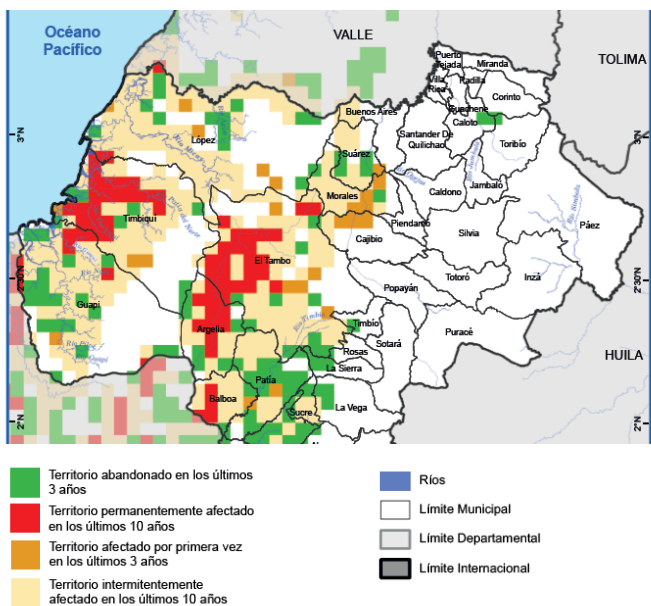 Océano
Pacífico
VALLE
TOLIMA
HUILA
3°N
2°30'N
2°N
3°N
2°30'N
2°N
Puerto
Tejada
Miranda
Villa
Rica
Padilla
Corinto
Guachene
Caloto
Buenos Aires
Santander De
Quilichao
Toribío
López
Suárez
Jambaló
Caldono
Morales
Timbiquí
Piendamó
Silvia
Páez
Cajibio
El Tambo
Totoró
Inzá
Popayán
Guapi
Puracé
Argelia
Timbío
Sotará
Rosas
La Sierra
Patía
Balboa
Sucre
La Vega
Territorio abandonado en los últimos
3 años
Territorio permanentemente afectado
en los últimos 10 años
Territorio afectado por primera vez
en los últimos 3 años
Territorio intermitentemente
afectado en los últimos 10 años
Ríos
Límite Municipal
Límite Departamental
Límite Internacional